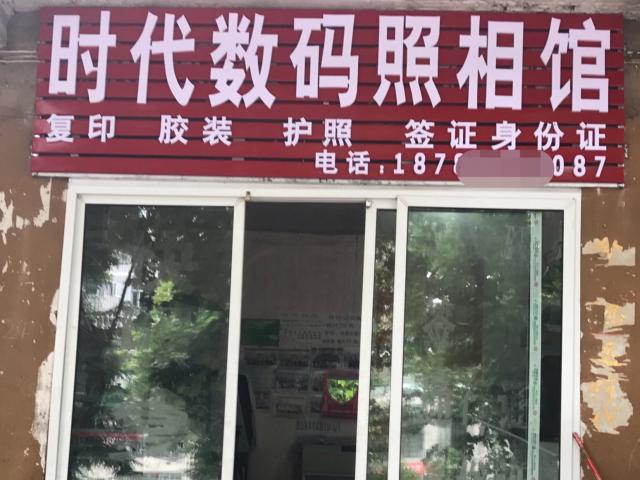 时代数码照相馆
复印 胶装 护照 签证身份证
电话:187 087